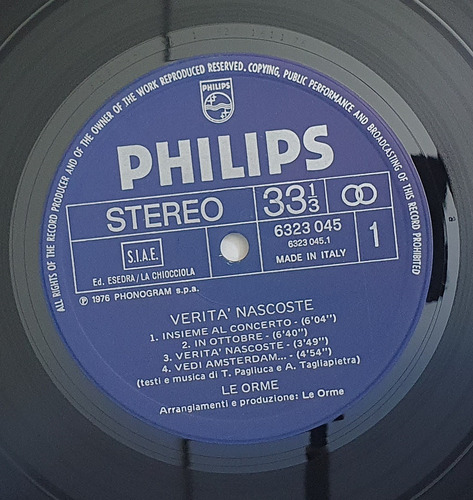 ALL RIGHTS OF THE RECORD PRODUCER AND OF THE OWNER OF THE WORK REPRODUCED RESERVED. COPYING, PUBLIC PERFORMANCE AND BROADCASTING OF THIS RECORD PROHIBITED
PHILIPS
PHILIPS
STEREO 33 1/3
S.I.A.E. 6323 045 1
6323 045.1
Ed. ESEDRA/LA CHIOCCIOLA MADE IN ITALY
℗ 1976 PHONOGRAM s.p.a.
VERITA' NASCOSTE
1. INSIEME AL CONCERTO - (6'04")
2. IN OTTOBRE - (6'40")
3. VERITA' NASCOSTE - (3'49")
4. VEDI AMSTERDAM... - (4'54")
(testi e musica di T. Pagliuca e A. Tagliapietra)
LE ORME
Arrangiamenti e produzione: Le Orme